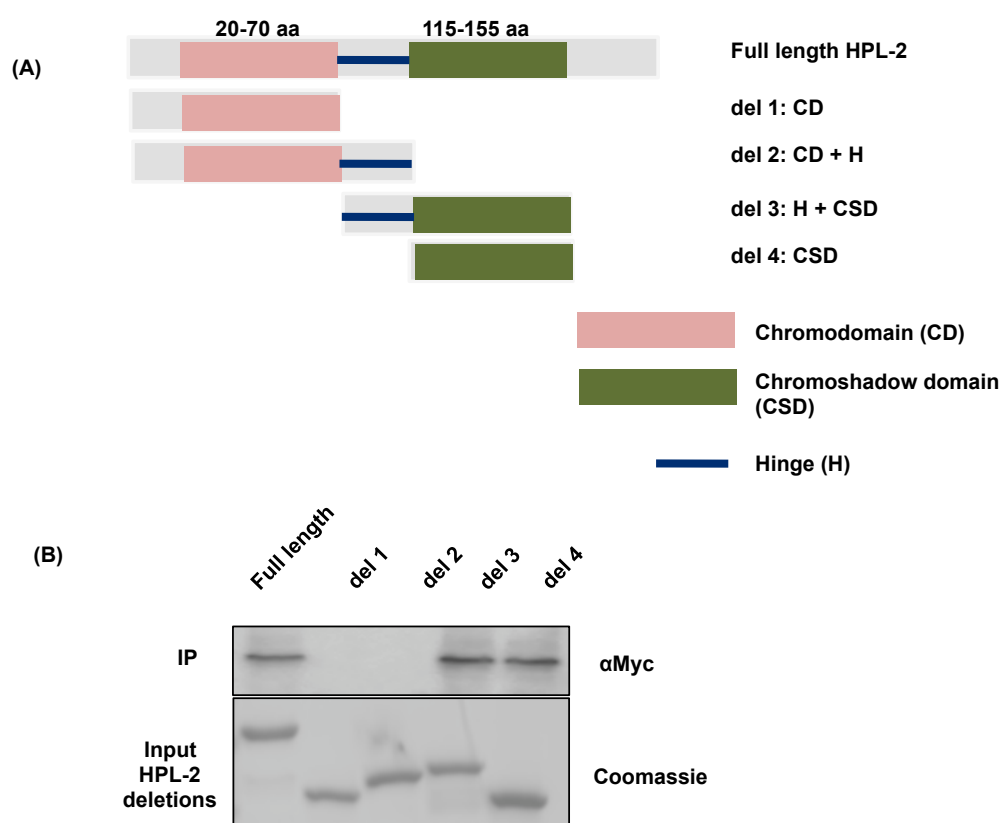 20-70 aa
115-155 aa
(A)
Full length HPL-2
del 1: CD
del 2: CD + H
del 3: H + CSD
del 4: CSD
Chromodomain (CD)
Chromoshadow domain
(CSD)
Hinge (H)
(B)
Full length
del 1
del 2
del 3
del 4
IP
αMyc
Input
HPL-2
deletions
Coomassie